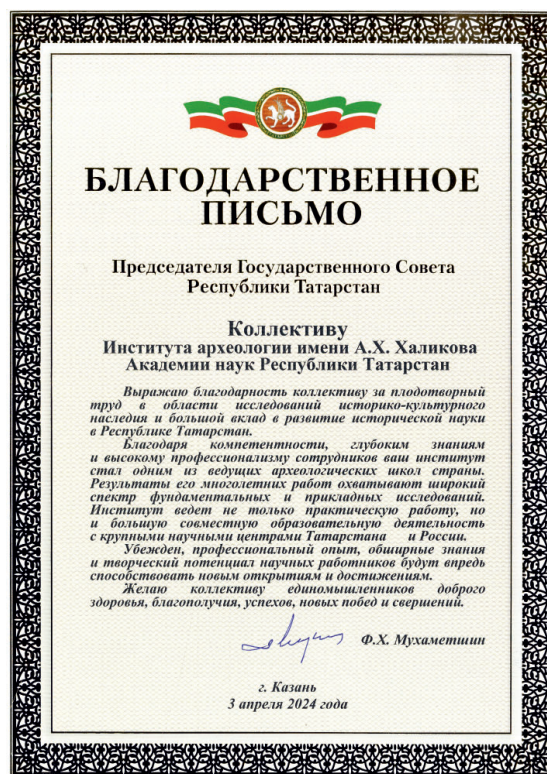 БЛАГОДАРСТВЕННОЕ
ПИСЬМО
Председателя Государственного Совета
Республики Татарстан
Коллективу
Института археологии имени А.Х. Халикова
Академии наук Республики Татарстан
Выражаю благодарность коллективу за плодотворный
труд в области исследований историко-культурного
наследия и большой вклад в развитие исторической науки
в Республике Татарстан.
Благодаря компетентности, глубоким знаниям
и высокому профессионализму сотрудников ваш институт
стал одним из ведущих археологических школ страны.
Результаты его многолетних работ охватывают широкий
спектр фундаментальных и прикладных исследований.
Институт ведет не только практическую работу, но
и большую совместную образовательную деятельность
с крупными научными центрами Татарстана и России.
Убежден, профессиональный опыт, обширные знания
и творческий потенциал научных работников будут впредь
способствовать новым открытиям и достижениям.
Желаю коллективу единомышленников доброго
здоровья, благополучия, успехов, новых побед и свершений.
Ф.Х. Мухаметшин
г. Казань
3 апреля 2024 года